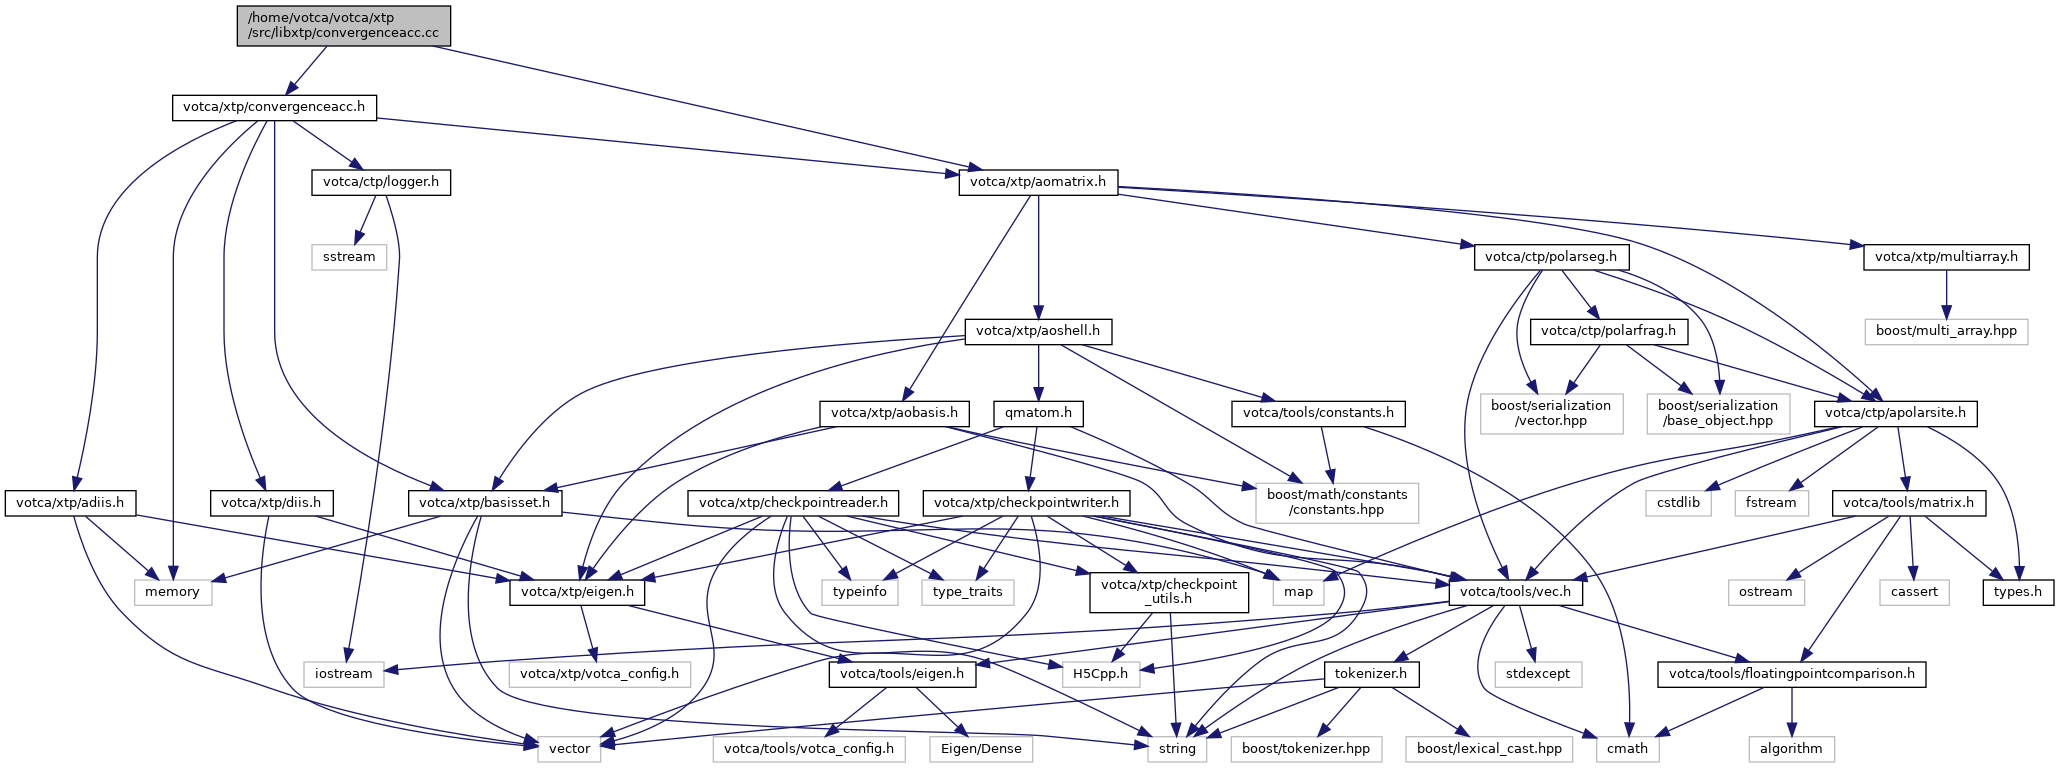 /home/votca/votca/xtp
/src/libxtp/convergenceacc.cc
votca/xtp/convergenceacc.h
votca/ctp/logger.h
votca/xtp/aomatrix.h
sstream
votca/ctp/polarseg.h
votca/xtp/multiarray.h
votca/xtp/aoshell.h
votca/ctp/polarfrag.h
boost/multi_array.hpp
votca/xtp/aobasis.h
qmatom.h
votca/tools/constants.h
boost/serialization
/vector.hpp
boost/serialization
/base_object.hpp
votca/ctp/apolarsite.h
votca/xtp/adiis.h
votca/xtp/diis.h
votca/xtp/basisset.h
votca/xtp/checkpointreader.h
votca/xtp/checkpointwriter.h
boost/math/constants
/constants.hpp
cstdlib
fstream
votca/tools/matrix.h
memory
votca/xtp/eigen.h
typeinfo
type_traits
votca/xtp/checkpoint
_utils.h
map
votca/tools/vec.h
ostream
cassert
types.h
iostream
votca/xtp/votca_config.h
votca/tools/eigen.h
H5Cpp.h
tokenizer.h
stdexcept
votca/tools/floatingpointcomparison.h
vector
votca/tools/votca_config.h
Eigen/Dense
string
boost/tokenizer.hpp
boost/lexical_cast.hpp
cmath
algorithm